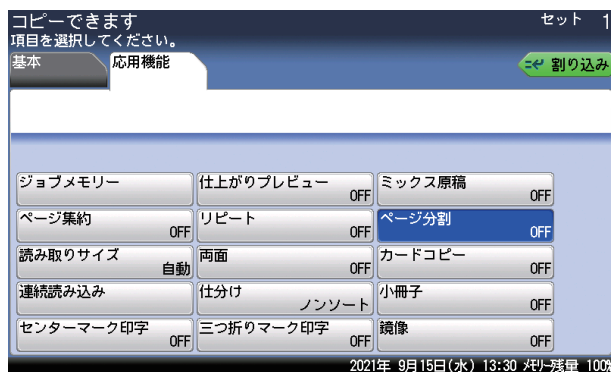 コピーできます
セット 1
項目を選択してください。
基本
応用機能
割り込み
ジョブメモリー
仕上がりプレビュー
OFF
ミックス原稿
OFF
ページ集約
OFF
リピート
OFF
ページ分割
OFF
読み取りサイズ
自動
両面
OFF
カードコピー
OFF
連続読み込み
仕分け
ノンソート
小冊子
OFF
センターマーク印字
OFF
三つ折りマーク印字
OFF
鏡像
OFF
2021年 9月15日(水) 13:30 メモリー残量 100%